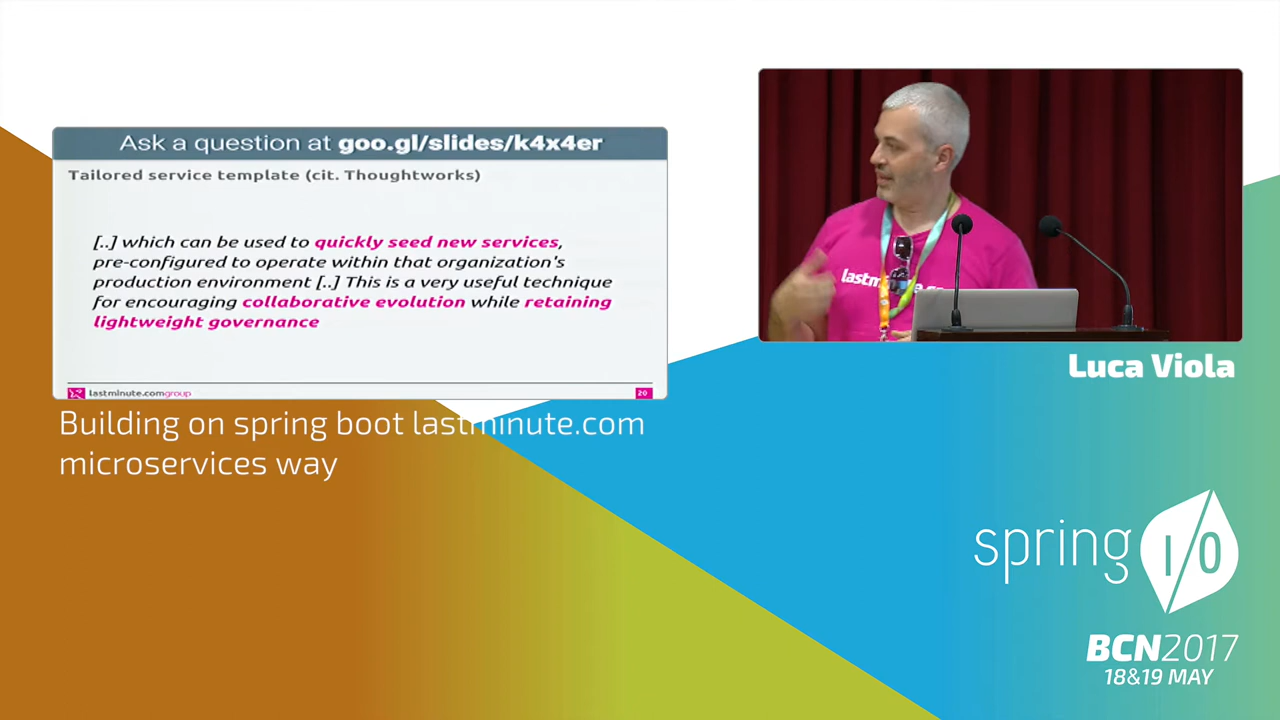 Ask a question at goo.gl/slides/k4x4er
Tailored service template (cit. Thoughtworks)
[..] which can be used to quickly seed new services,
pre-configured to operate within that organization's
production environment [..] This is a very useful technique
for encouraging collaborative evolution while retaining
lightweight governance
lastminute.comgroup
20
Building on spring boot lastminute.com
microservices way
Luca Viola
spring I/O
BCN2017
18&19 MAY